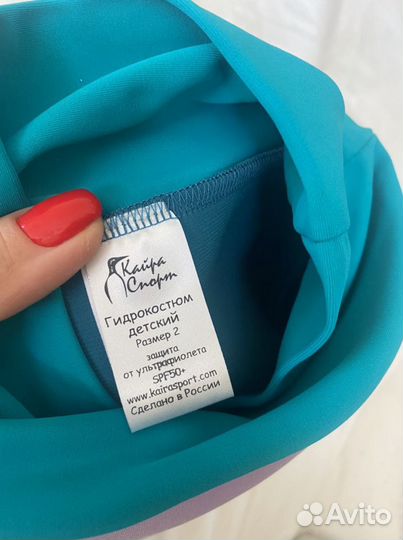 Кайра
Спорт
Гидрокостюм
детский
Размер 2
защита
от ультрафиолета
SPF50+
www.kairasport.com
Сделано в России
Avito